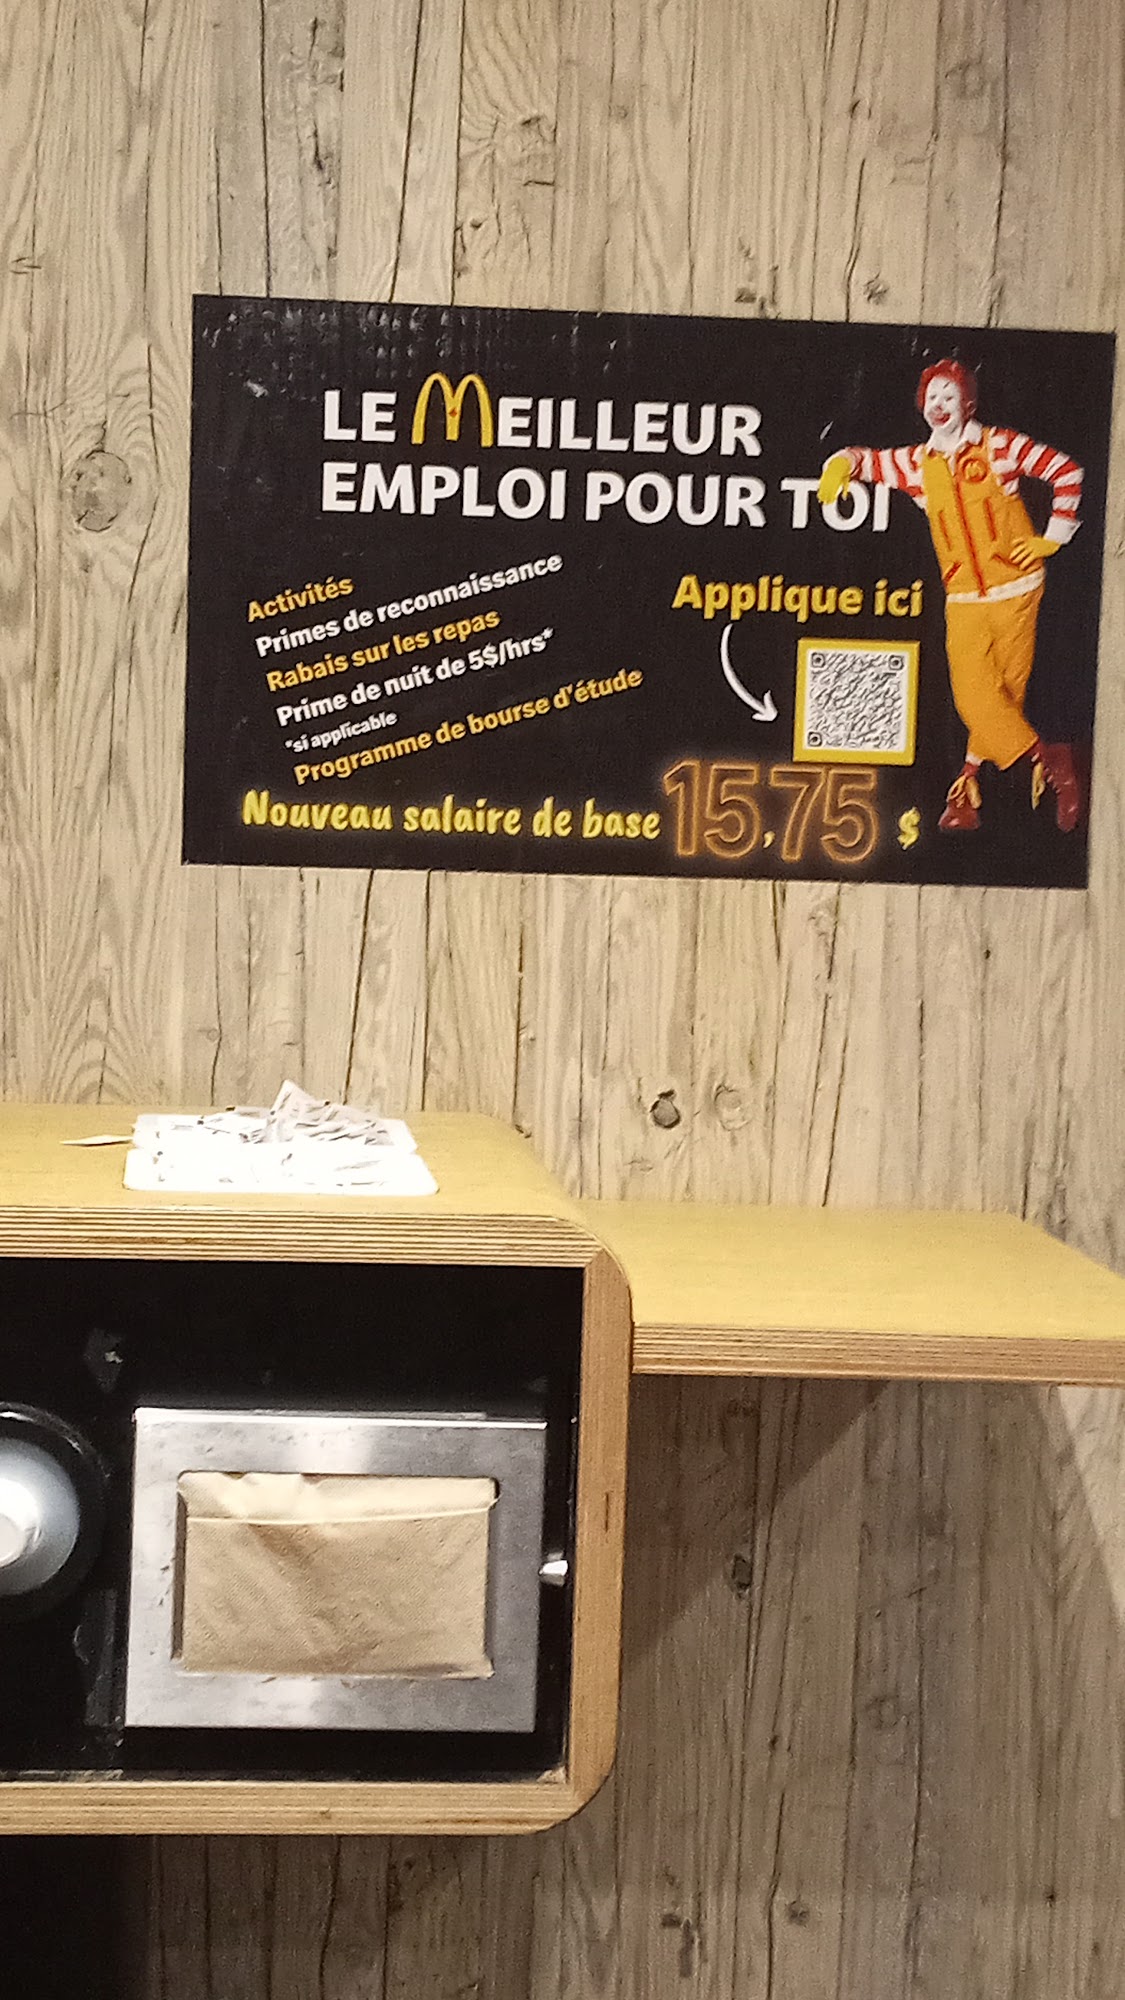 LE MEILLEUR
EMPLOI POUR TOI
Activités
Primes de reconnaissance
Rabais sur les repas
Prime de nuit de 5$/hrs*
*si applicable
Programme de bourse d'étude
Applique ici
Nouveau salaire de base 15,75 $